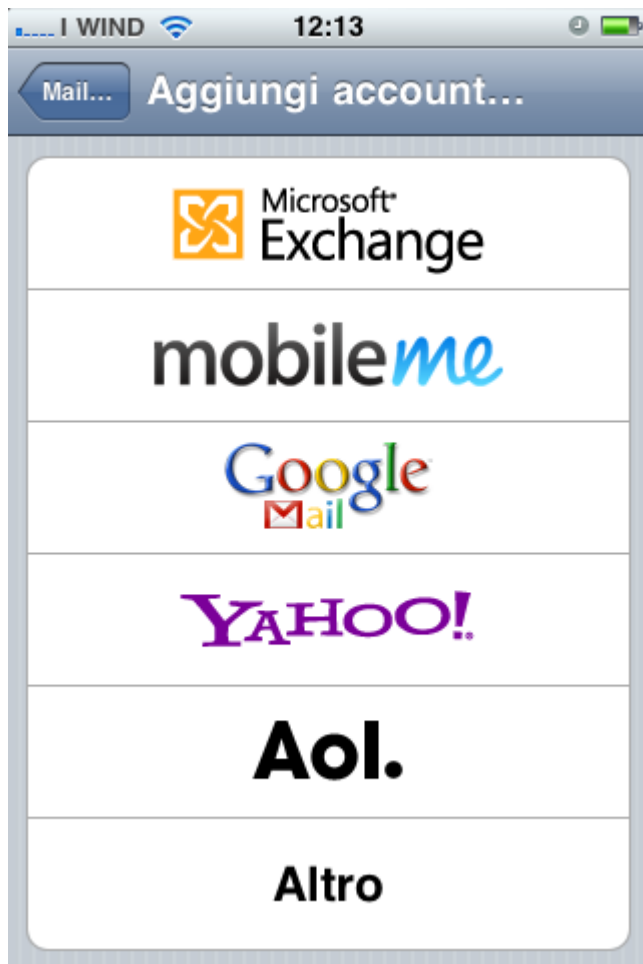 I WIND 12:13
Mail... Aggiungi account...
Microsoft
Exchange
mobileme
Google
Mail
YAHOO!
Aol.
Altro